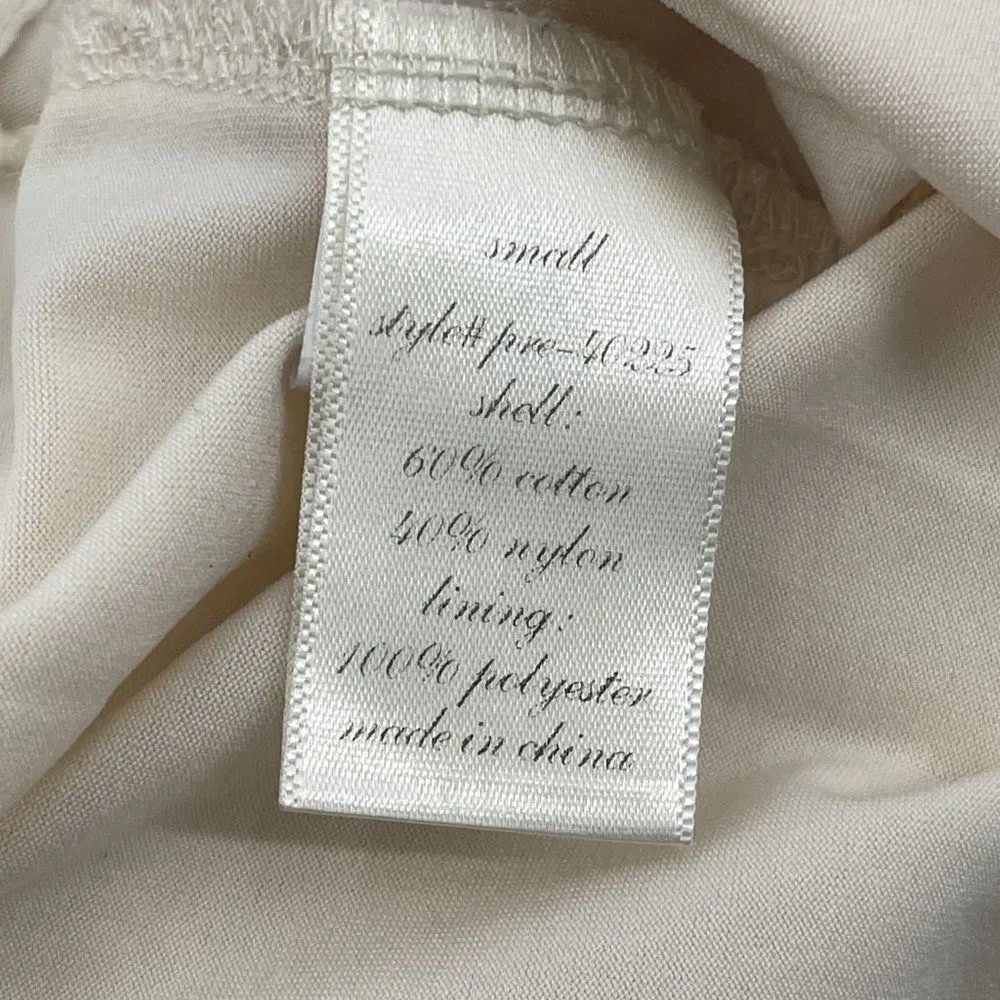 small
style# pre-40225
shell:
60% cotton
40% nylon
lining:
100% polyester
made in china